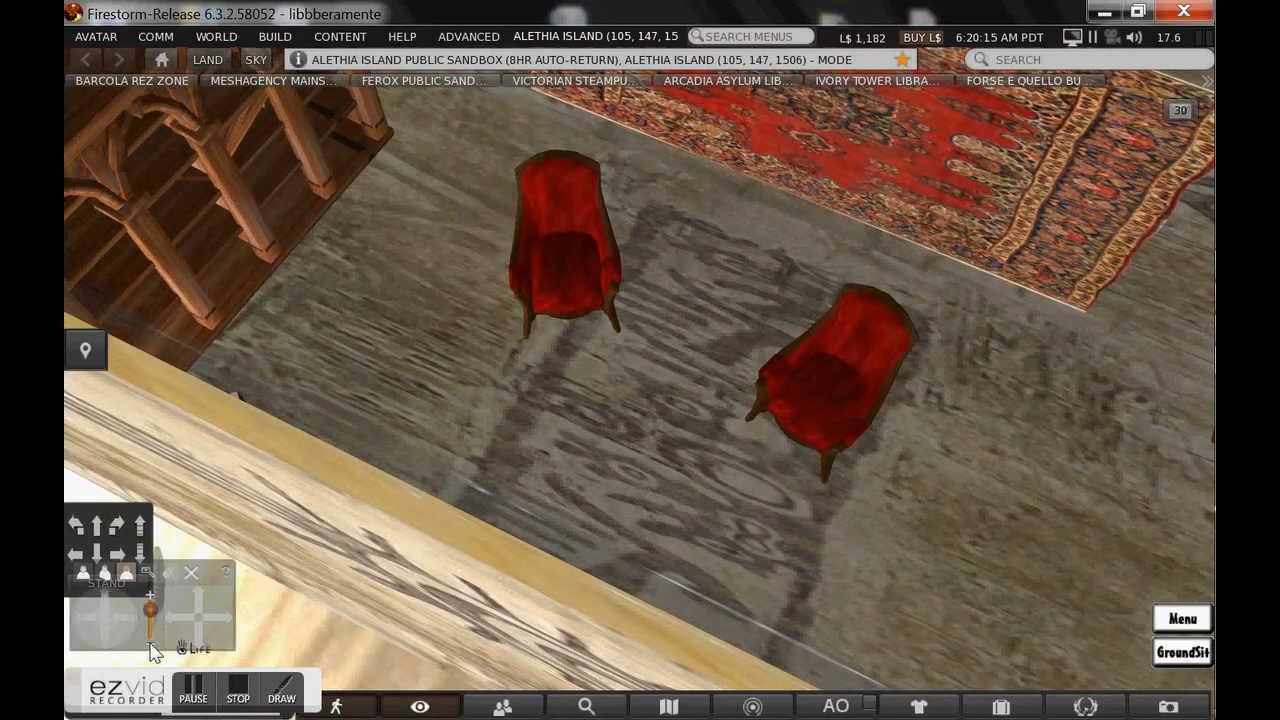 Firestorm-Release 6.3.2.58052 - libbberamente
AVATAR COMM WORLD BUILD CONTENT HELP ADVANCED ALETHIA ISLAND (105, 147, 15 SEARCH MENUS L$ 1,182 BUY L$ 6:20:15 AM PDT 17.6
LAND SKY ALETHIA ISLAND PUBLIC SANDBOX (8HR AUTO-RETURN), ALETHIA ISLAND (105, 147, 1506) - MODE SEARCH
BARCOLA REZ ZONE MESHAGENCY MAINS... FEROX PUBLIC SAND... VICTORIAN STEAMPU... ARCADIA ASYLUM LIB... IVORY TOWER LIBRA... FORSE E QUELLO BU...
30
STAND
Menu
LIFE
GroundSit
ezvid
RECORDER
PAUSE STOP DRAW
AO